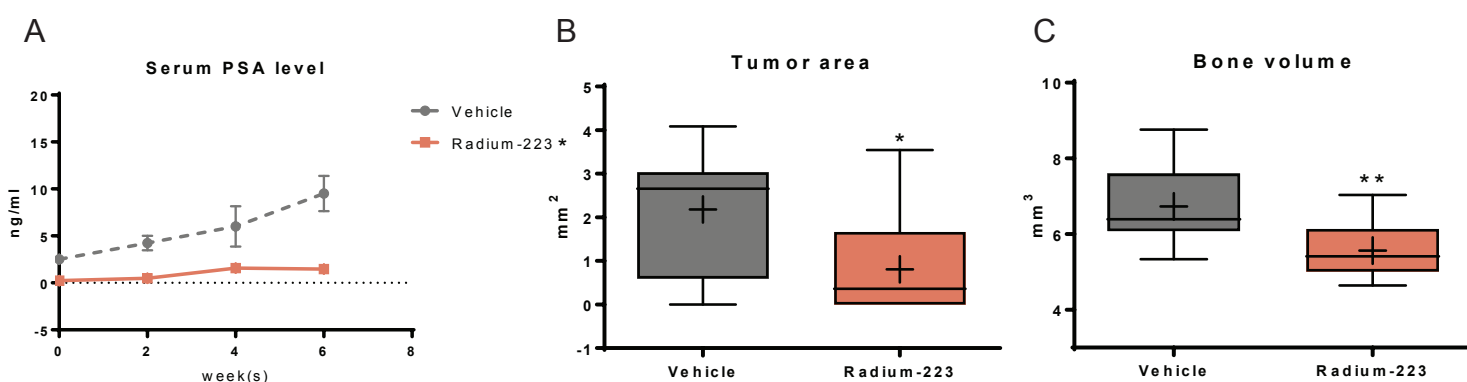 A
Serum PSA level
20
15
10
5
0
-5
ng/ml
0 2 4 6 8
week(s)
Vehicle
Radium-223 *
B
Tumor area
5
4
3
2
1
0
-1
mm2
*
Vehicle Radium-223
C
Bone volume
10
8
6
4
mm3
**
Vehicle Radium-223